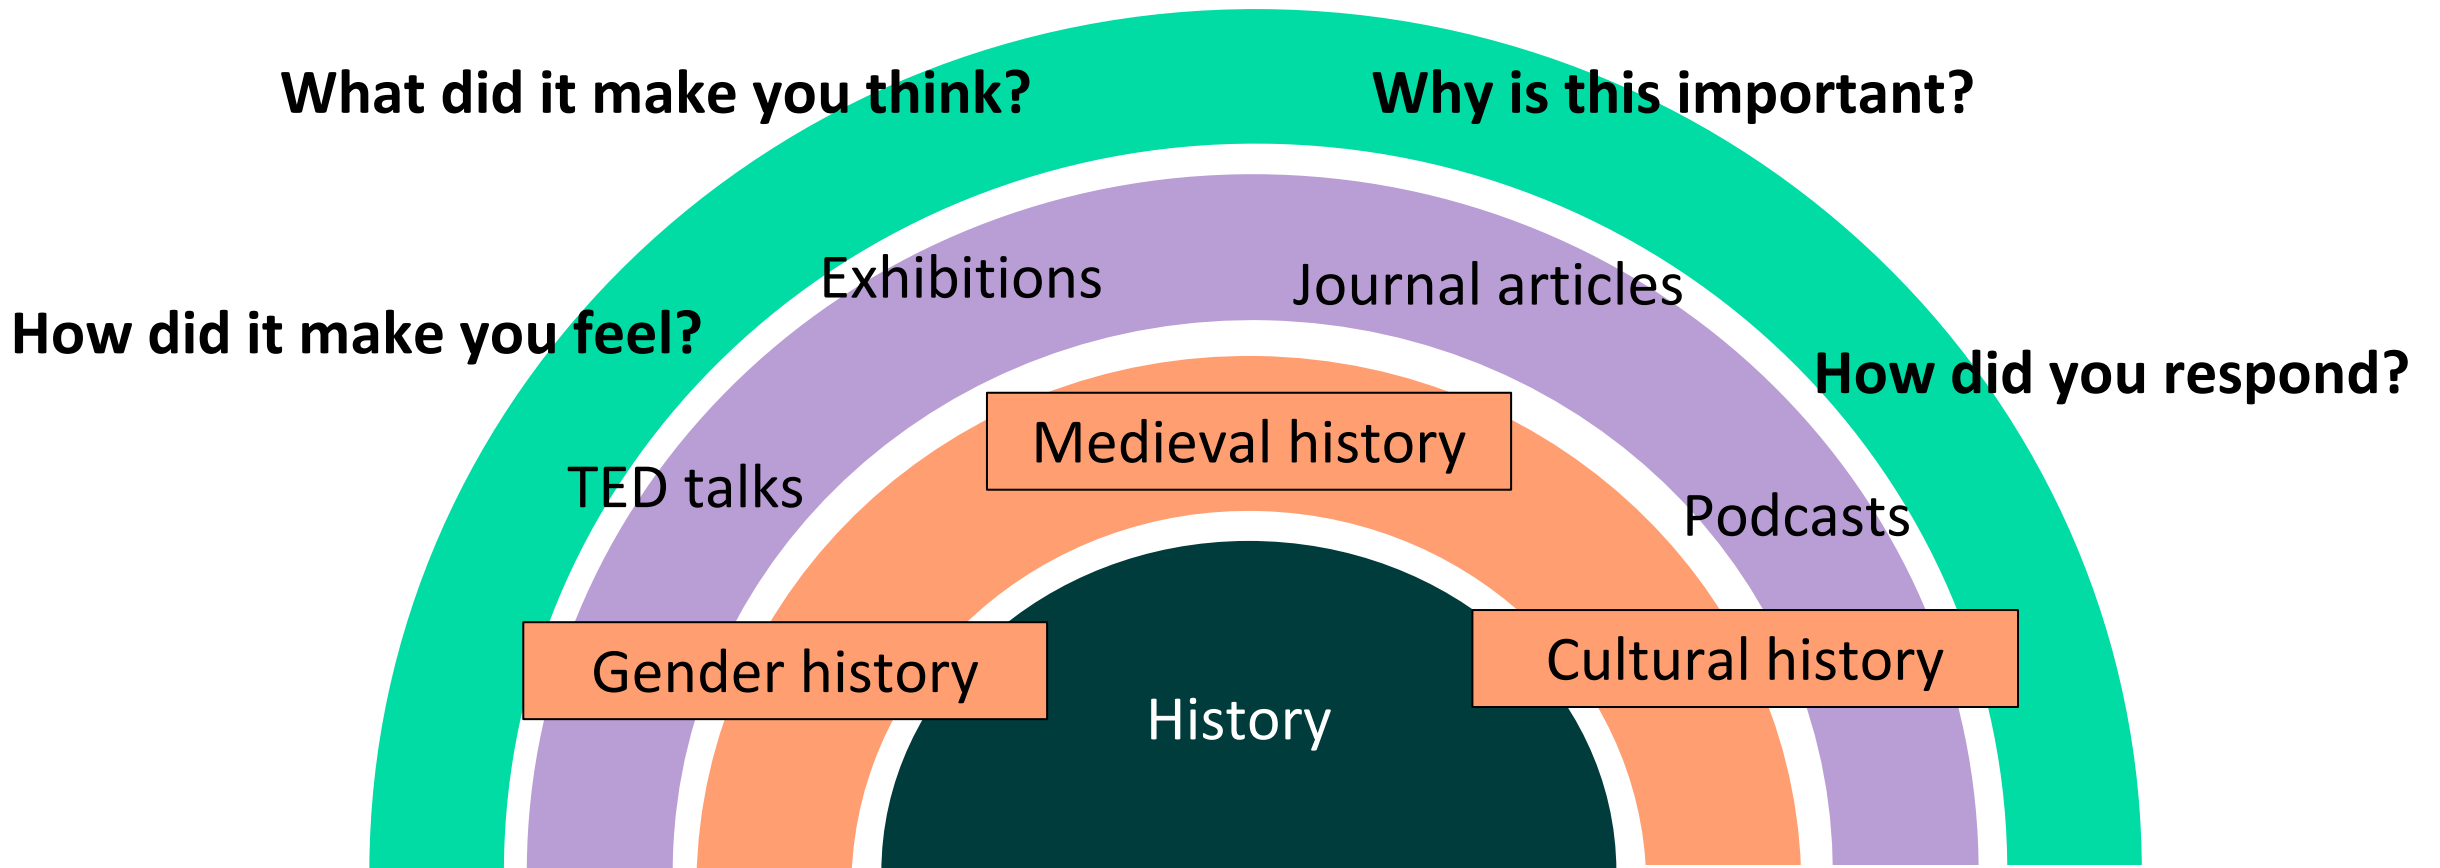 What did it make you think?
Why is this important?
How did it make you feel?
How did you respond?
Exhibitions
Journal articles
TED talks
Podcasts
Medieval history
Gender history
Cultural history
History